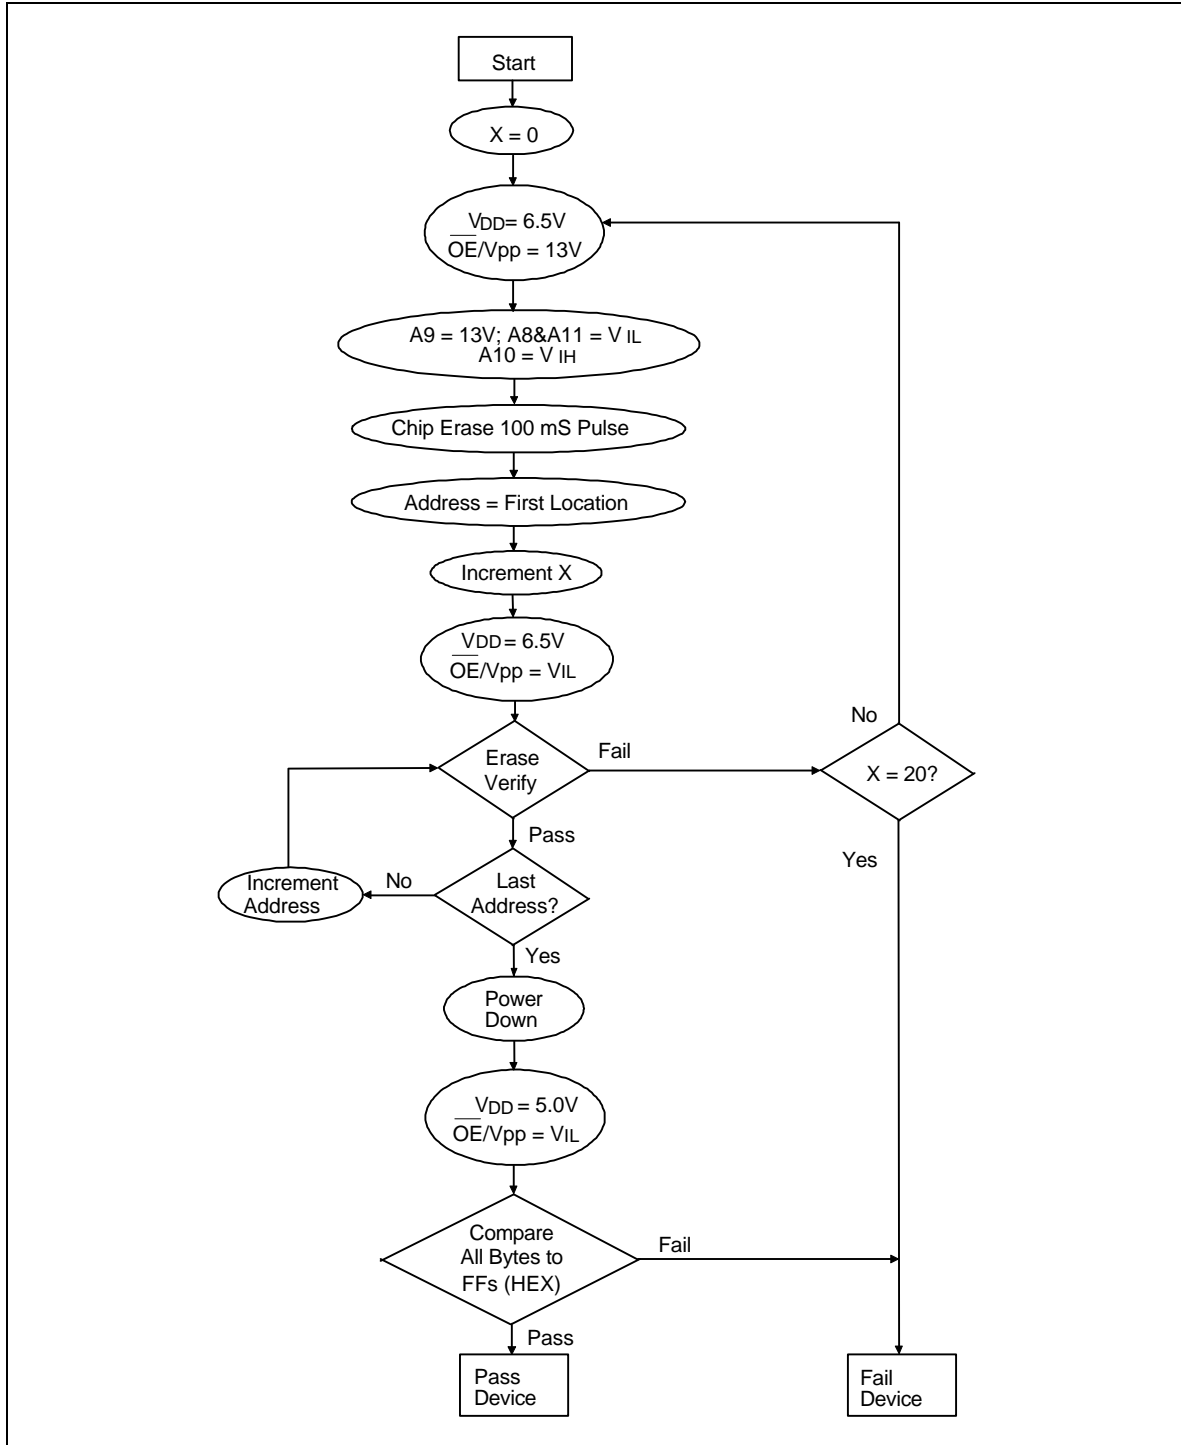 Start
X = 0
VDD= 6.5V
OE/Vpp = 13V
A9 = 13V; A8&A11 = V IL
A10 = V IH
Chip Erase 100 mS Pulse
Address = First Location
Increment X
VDD = 6.5V
OE/Vpp = VIL
Erase
Verify
Fail
No
X = 20?
Yes
Pass
Increment
Address
No
Last
Address?
Yes
Power
Down
VDD = 5.0V
OE/Vpp = VIL
Compare
All Bytes to
FFs (HEX)
Fail
Pass
Pass
Device
Fail
Device